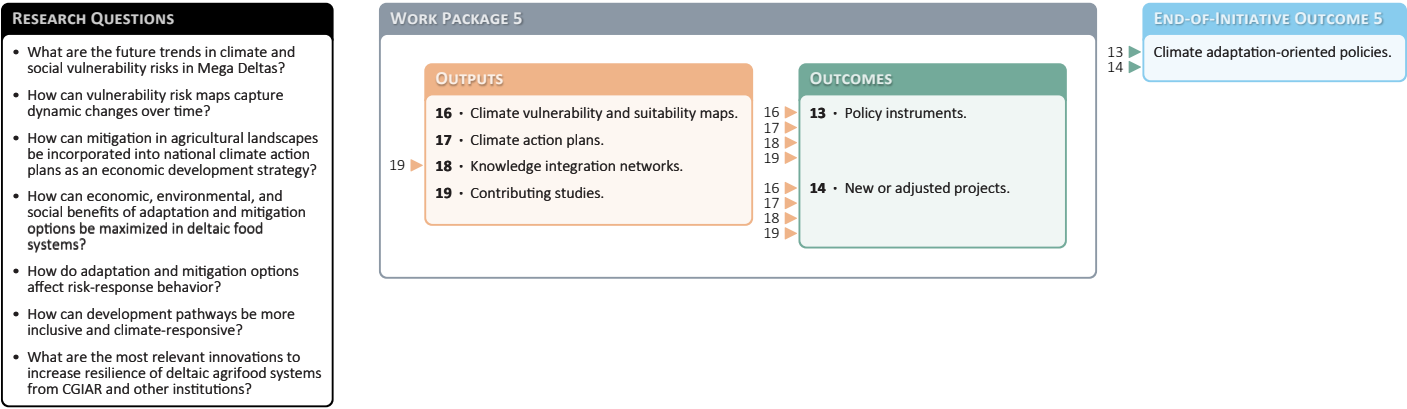 RESEARCH QUESTIONS
• What are the future trends in climate and
social vulnerability risks in Mega Deltas?
• How can vulnerability risk maps capture
dynamic changes over time?
• How can mitigation in agricultural landscapes
be incorporated into national climate action
plans as an economic development strategy?
• How can economic, environmental, and
social benefits of adaptation and mitigation
options be maximized in deltaic food
systems?
• How do adaptation and mitigation options
affect risk-response behavior?
• How can development pathways be more
inclusive and climate-responsive?
• What are the most relevant innovations to
increase resilience of deltaic agrifood systems
from CGIAR and other institutions?
WORK PACKAGE 5
OUTPUTS
16 · Climate vulnerability and suitability maps.
17 · Climate action plans.
19
18 · Knowledge integration networks.
19 · Contributing studies.
OUTCOMES
16
13 · Policy instruments.
17
18
19
16
14 · New or adjusted projects.
17
18
19
END-OF-INITIATIVE OUTCOME 5
13
Climate adaptation-oriented policies.
14